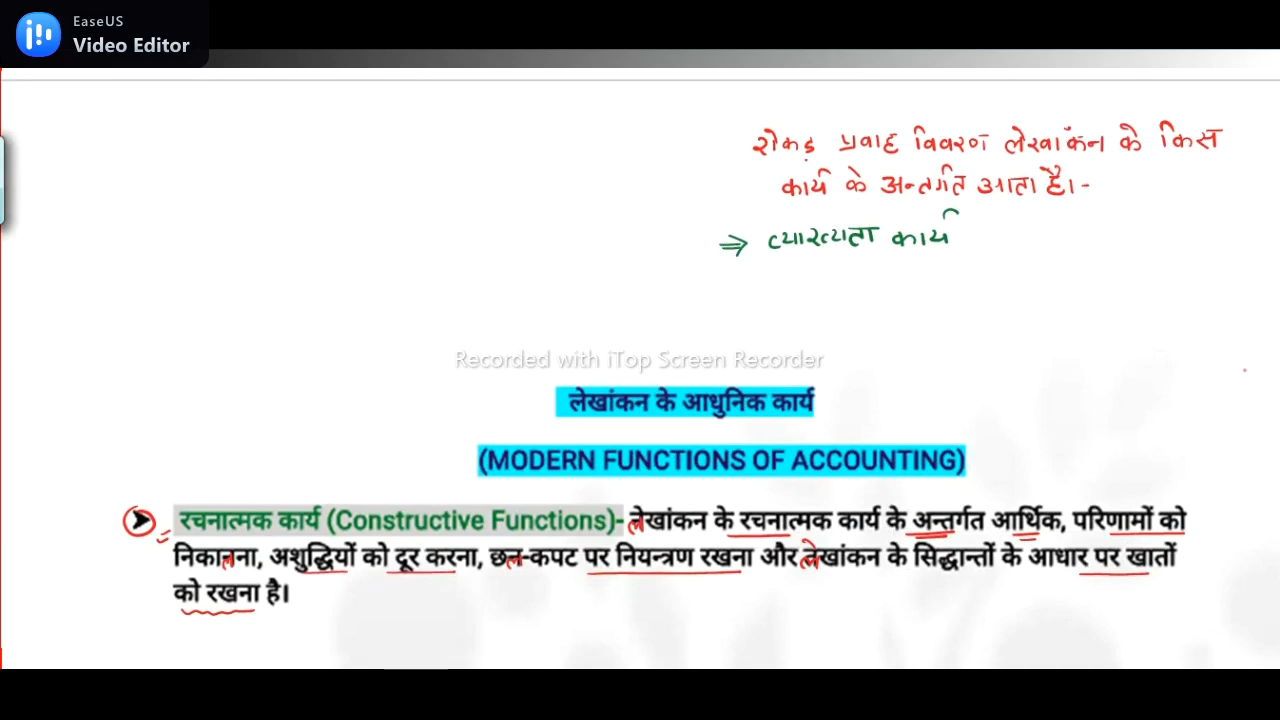 EaseUS
Video Editor
रोकड़ प्रवाह विवरण लेखांकन के किस
कार्य के अन्तर्गत आता है।-
⇒ व्याख्यता कार्य
Recorded with iTop Screen Recorder
लेखांकन के आधुनिक कार्य
(MODERN FUNCTIONS OF ACCOUNTING)
➤ रचनात्मक कार्य (Constructive Functions)- लेखांकन के रचनात्मक कार्य के अन्तर्गत आर्थिक, परिणामों को
निकालना, अशुद्धियों को दूर करना, छल-कपट पर नियन्त्रण रखना और लेखांकन के सिद्धान्तों के आधार पर खातों
को रखना है।